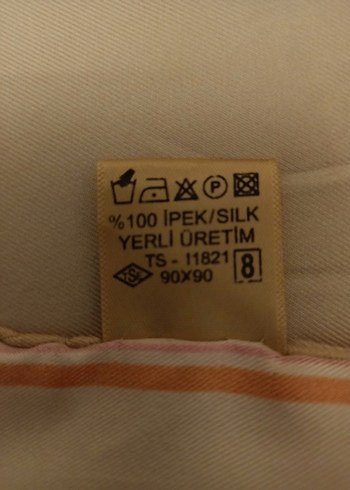 P
%100 İPEK/SILK
YERLİ ÜRETİM
TS - 11821
TSE 90X90 8